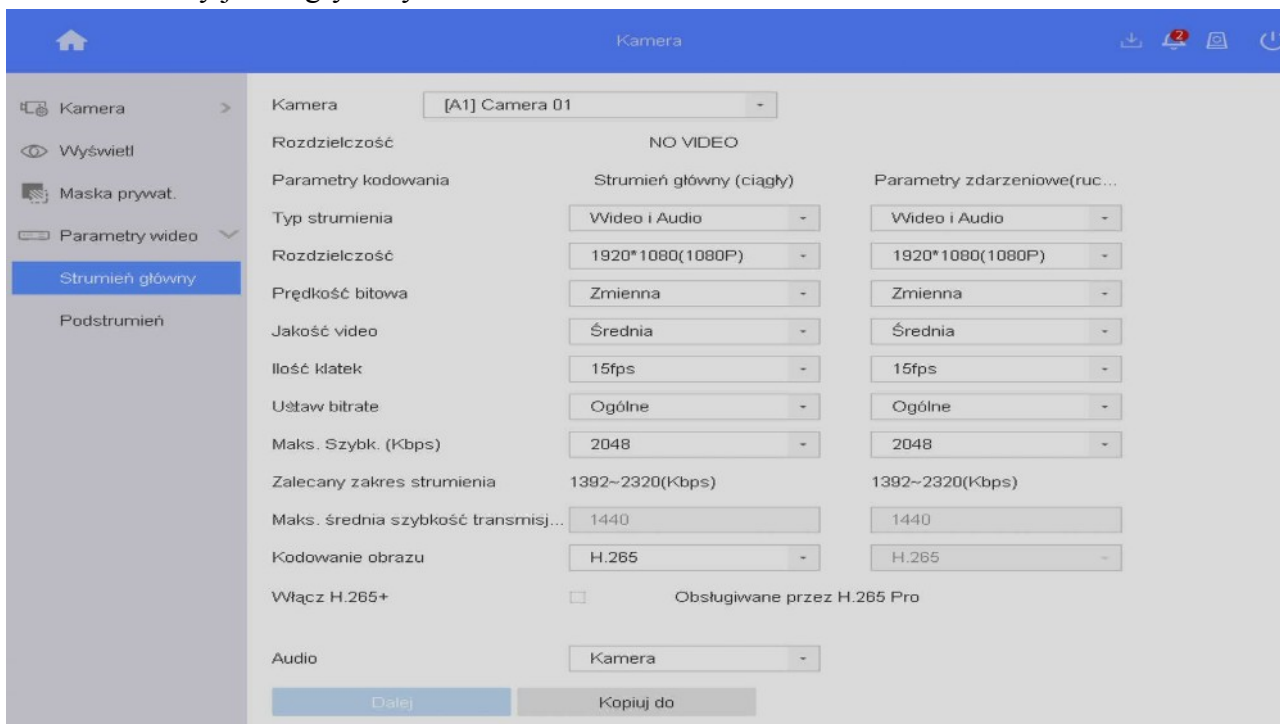 Kamera
2
Kamera
Wyświetl
Maska prywat.
Parametry wideo
Strumień główny
Podstrumień
Kamera [A1] Camera 01
Rozdzielczość NO VIDEO
Parametry kodowania Strumień główny (ciągły) Parametry zdarzeniowe(ruc...
Typ strumienia Wideo i Audio Wideo i Audio
Rozdzielczość 1920*1080(1080P) 1920*1080(1080P)
Prędkość bitowa Zmienna Zmienna
Jakość video Średnia Średnia
Ilość klatek 15fps 15fps
Ustaw bitrate Ogólne Ogólne
Maks. Szybk. (Kbps) 2048 2048
Zalecany zakres strumienia 1392~2320(Kbps) 1392~2320(Kbps)
Maks. średnia szybkość transmisj... 1440 1440
Kodowanie obrazu H.265 H.265
Włącz H.265+ Obsługiwane przez H.265 Pro
Audio Kamera
Dalej Kopiuj do